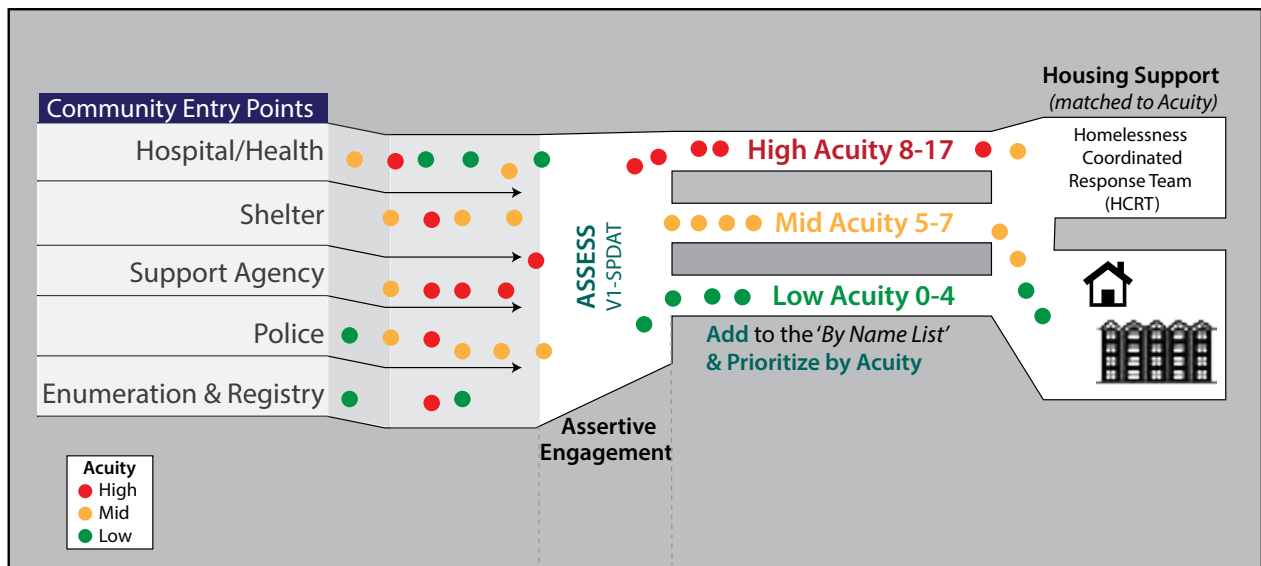 Community Entry Points
Hospital/Health
Shelter
Support Agency
Police
Enumeration & Registry
Acuity
High
Mid
Low
ASSESS
V1-SPDAT
Assertive
Engagement
High Acuity 8-17
Mid Acuity 5-7
Low Acuity 0-4
Add to the ‘By Name List’
& Prioritize by Acuity
Housing Support
(matched to Acuity)
Homelessness
Coordinated
Response Team
(HCRT)